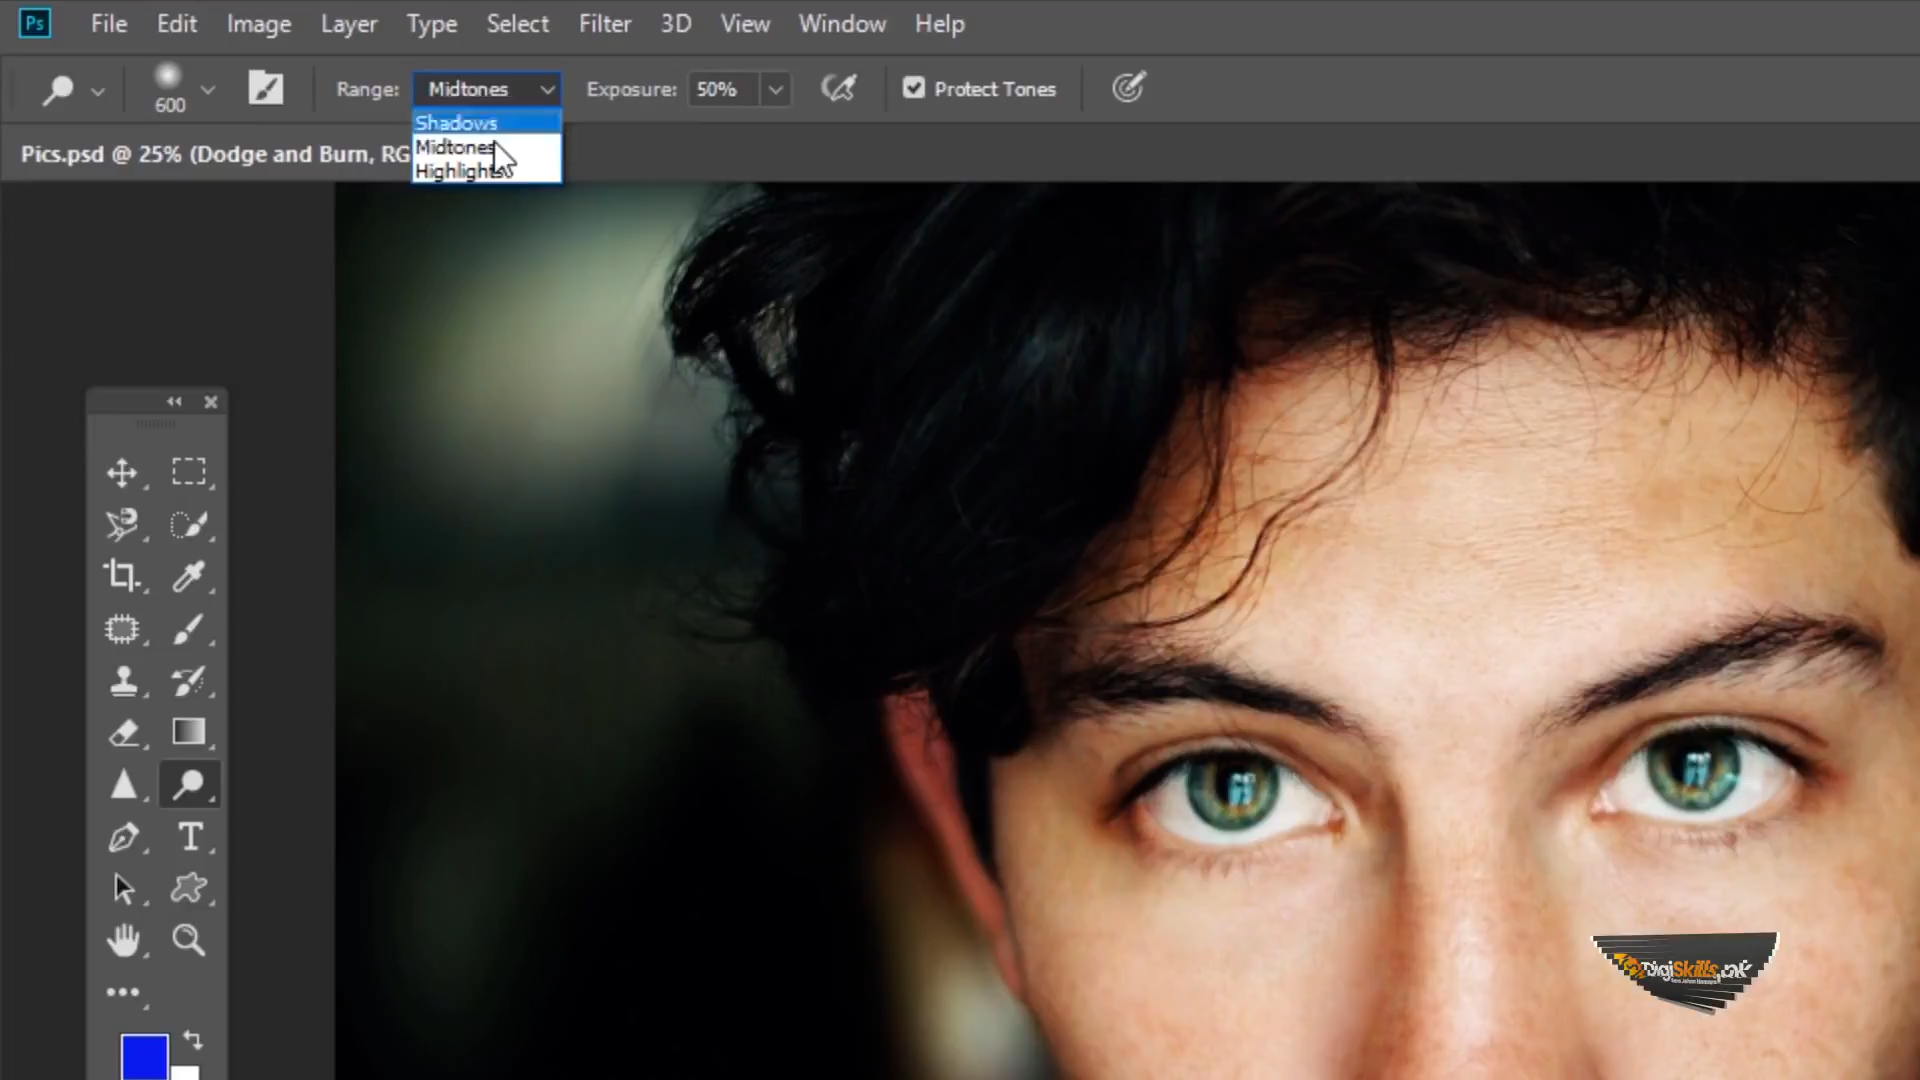 Ps File Edit Image Layer Type Select Filter 3D View Window Help
600 Range: Midtones Exposure: 50% Protect Tones
Shadows
Midtones
Highlights
Pics.psd @ 25% (Dodge and Burn, RG
T
DigiSkills.pk